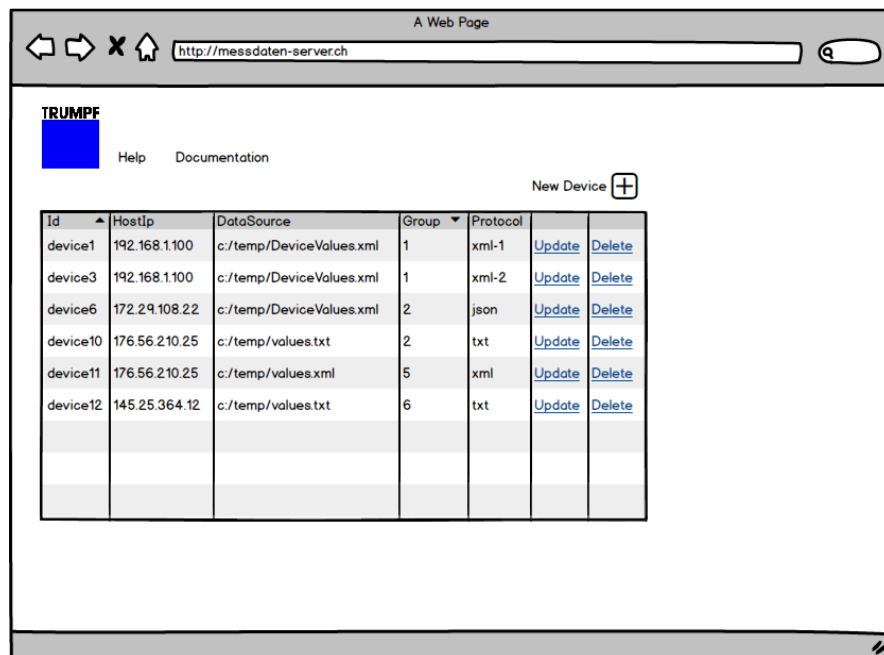 A Web Page
http://messdaten-server.ch
TRUMPF
Help Documentation
New Device
Id HostIp DataSource Group Protocol
device1 192.168.1.100 c:/temp/DeviceValues.xml 1 xml-1 Update Delete
device3 192.168.1.100 c:/temp/DeviceValues.xml 1 xml-2 Update Delete
device6 172.29.108.22 c:/temp/DeviceValues.xml 2 json Update Delete
device10 176.56.210.25 c:/temp/values.txt 2 txt Update Delete
device11 176.56.210.25 c:/temp/values.xml 5 xml Update Delete
device12 145.25.364.12 c:/temp/values.txt 6 txt Update Delete